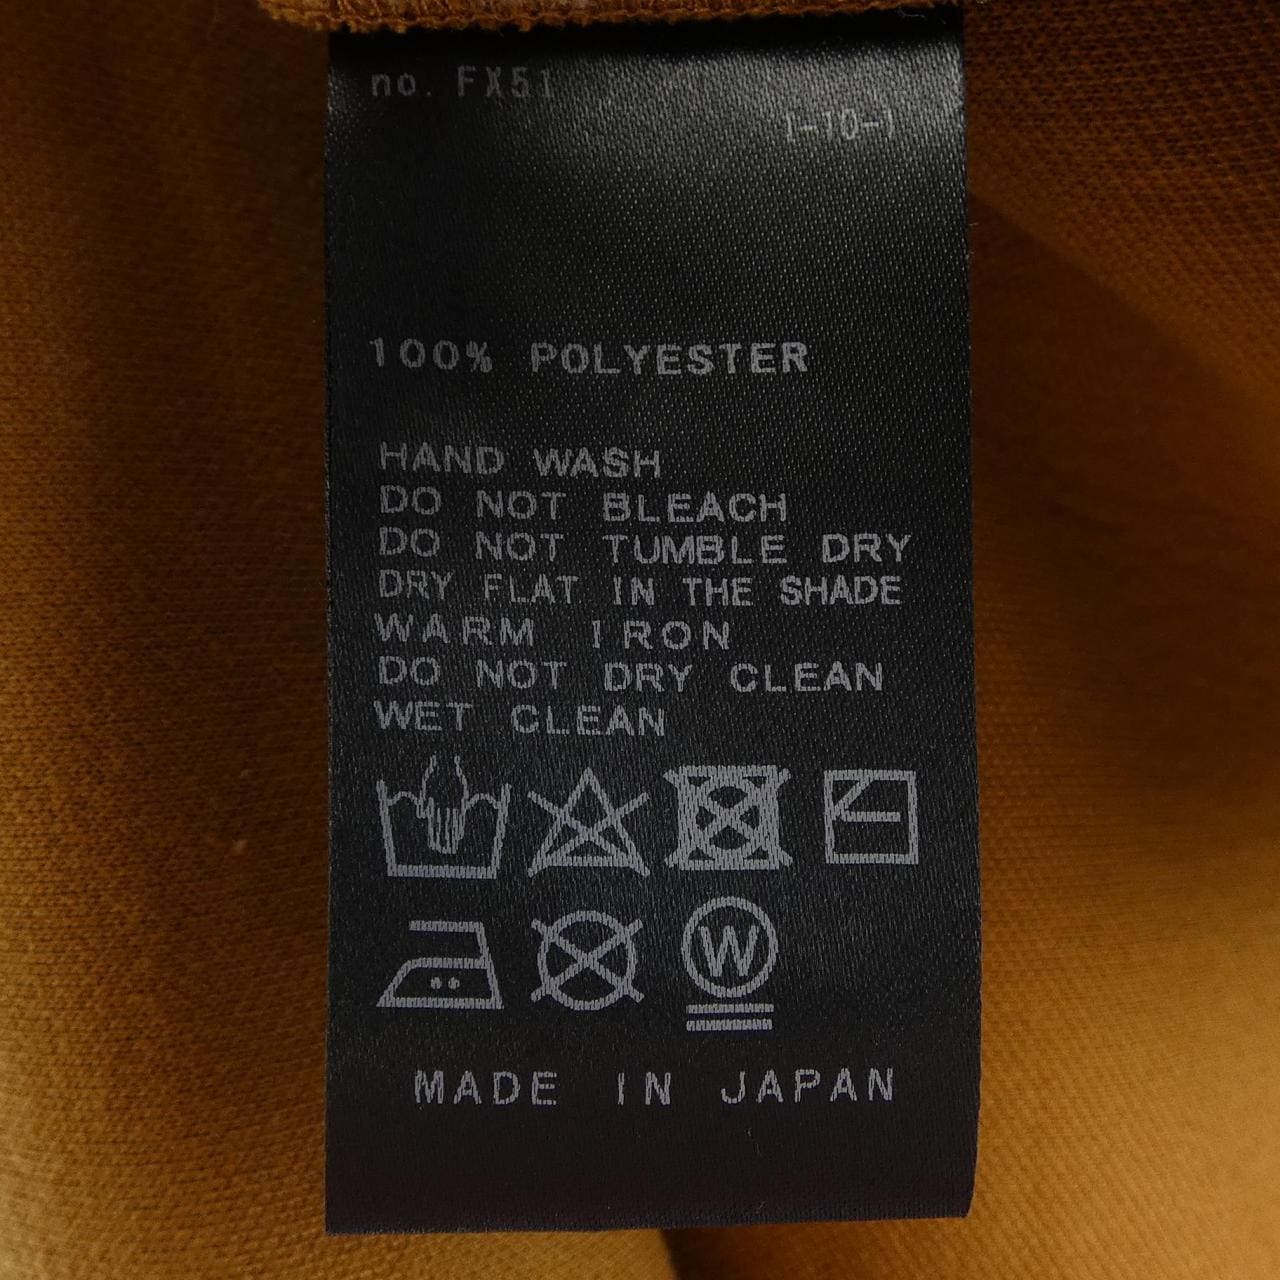 no. FX51
1-10-1
100% POLYESTER
HAND WASH
DO NOT BLEACH
DO NOT TUMBLE DRY
DRY FLAT IN THE SHADE
WARM IRON
DO NOT DRY CLEAN
WET CLEAN
W
MADE IN JAPAN